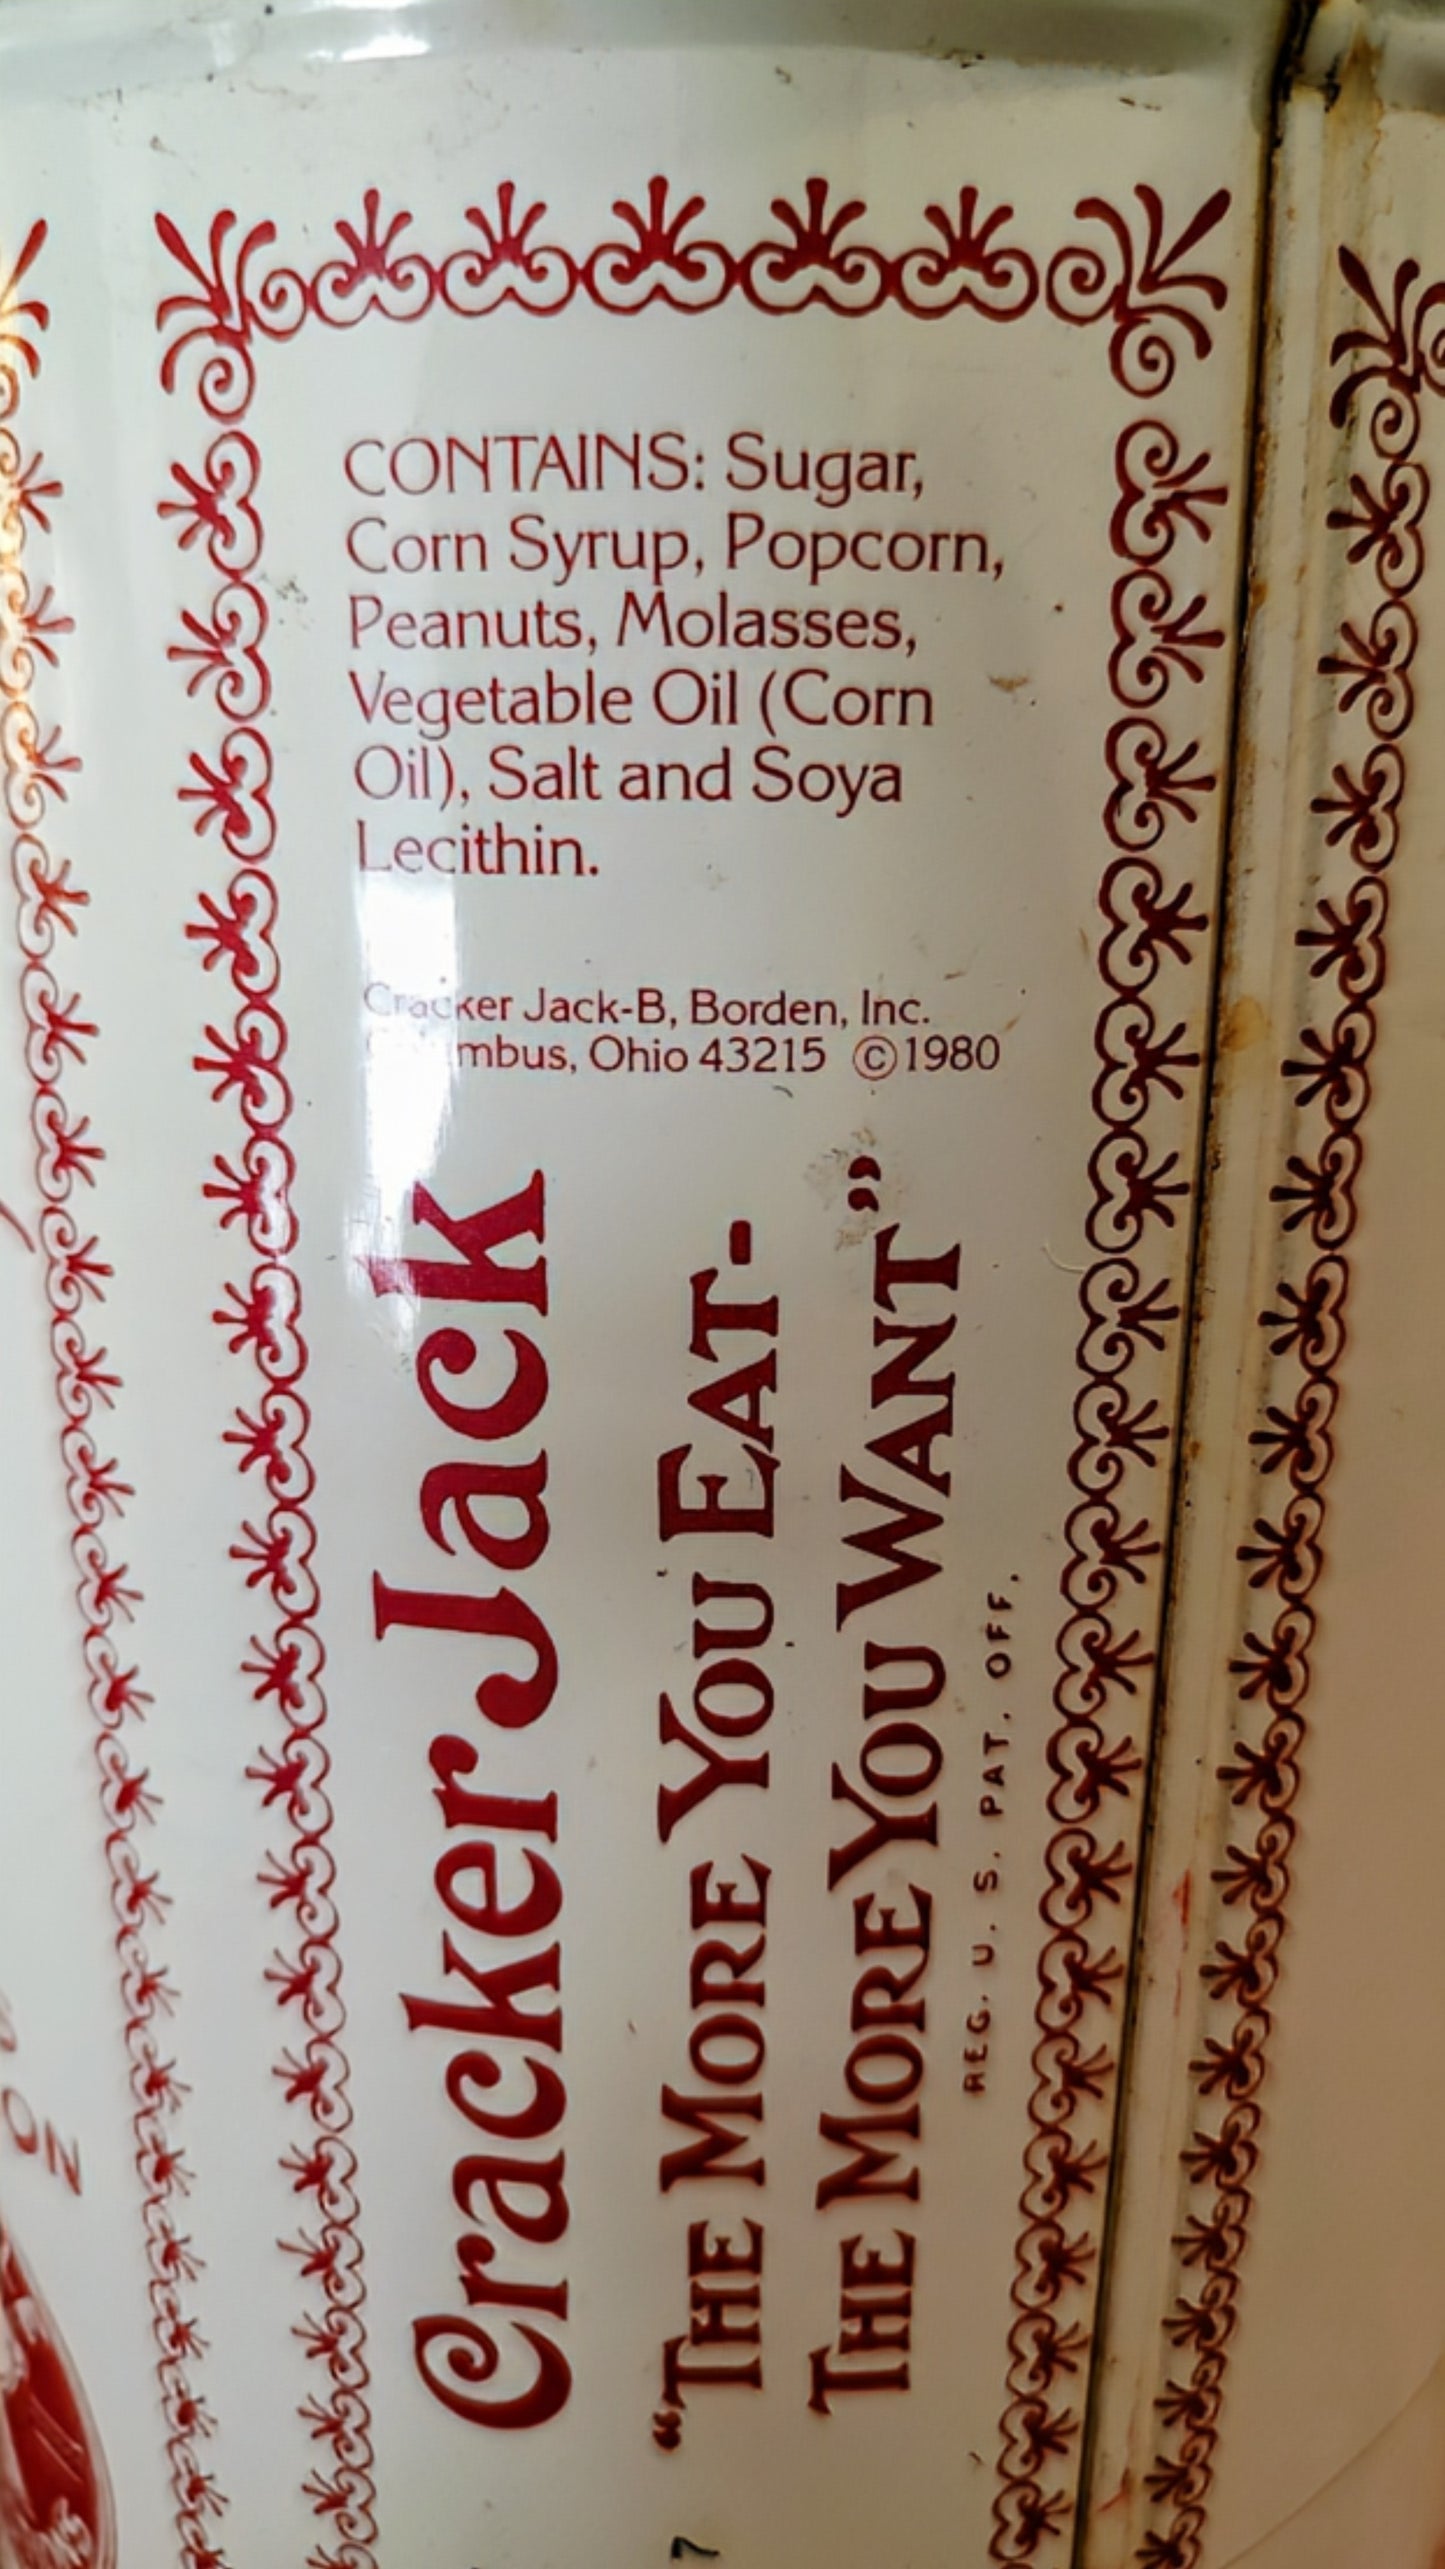 CONTAINS: Sugar,
Corn Syrup, Popcorn,
Peanuts, Molasses,
Vegetable Oil (Corn
Oil), Salt and Soya
Lecithin.
Cracker Jack-B, Borden, Inc.
Ohio 43215 ©1980
Cracker Jack
“THE MORE YOU EAT-
THE MORE YOU WANT”
REG. U. S. PAT. OFF.